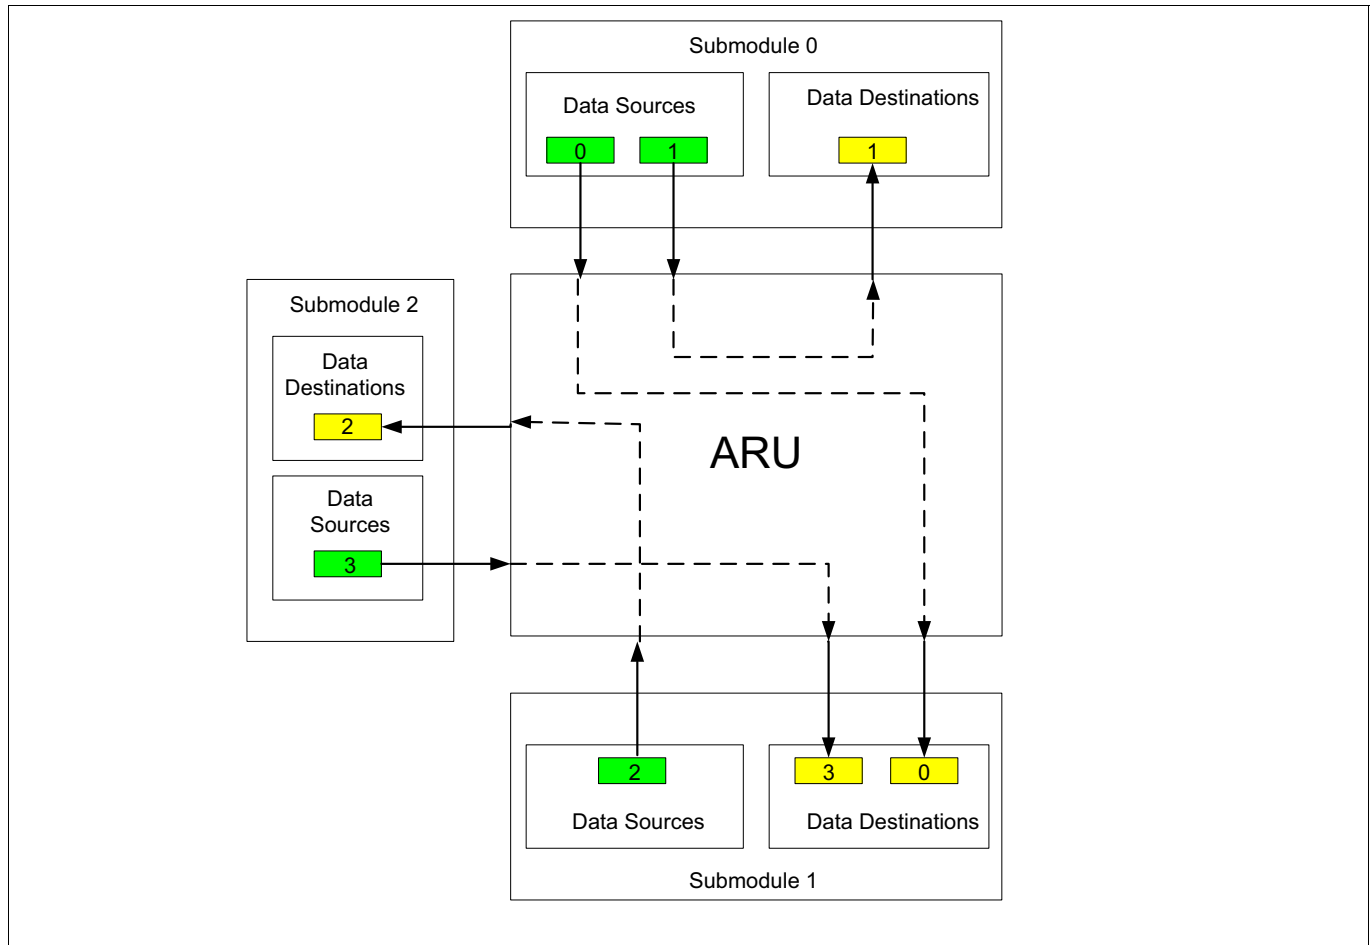 Submodule 0
Data Sources
Data Destinations
0
1
1
Submodule 2
Data
Destinations
2
Data
Sources
3
ARU
2
3
0
Data Sources
Data Destinations
Submodule 1